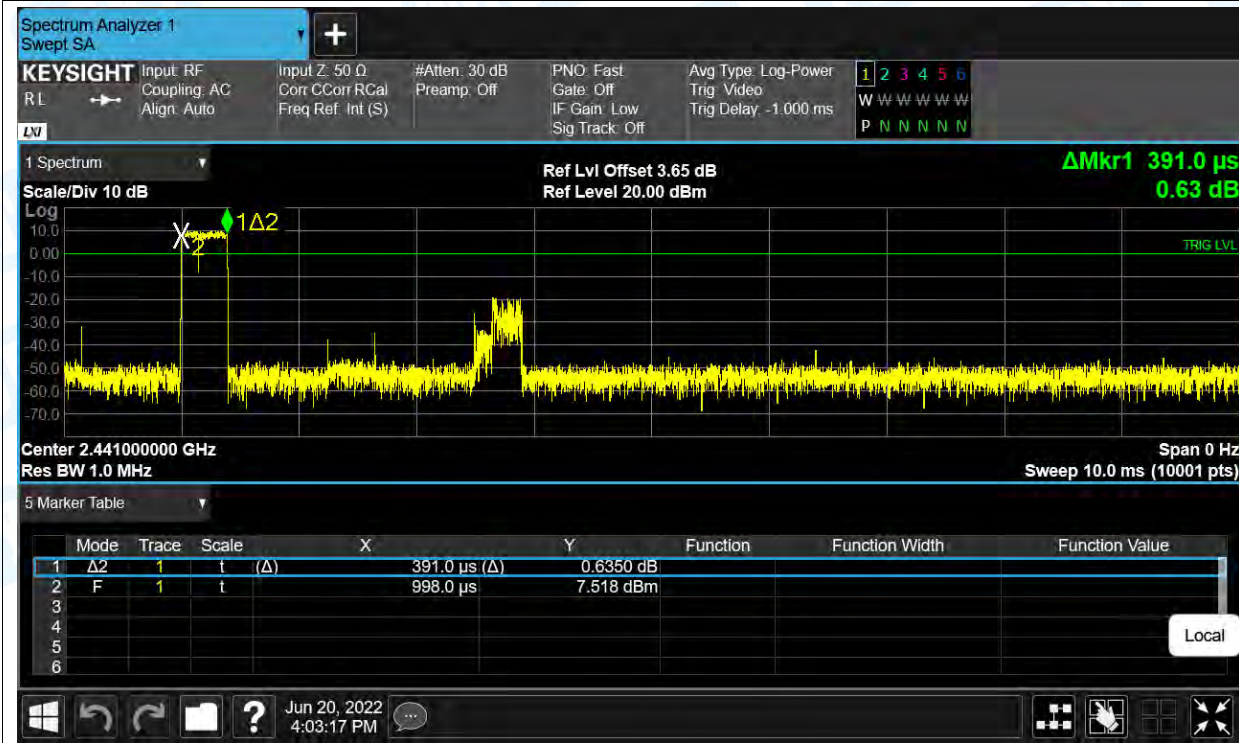 Spectrum Analyzer 1
Swept SA
+
KEYSIGHT Input: RF Input Z: 50 Ω #Atten: 30 dB PNO: Fast Avg Type: Log-Power 1 2 3 4 5 6
RL Coupling: AC Corr CCorr RCal Preamp: Off Gate: Off Trig: Video W W W W W W
Align: Auto Freq Ref: Int (S) IF Gain: Low Trig Delay: -1.000 ms
LXI Sig Track: Off P N N N N N
1 Spectrum
Ref Lvl Offset 3.65 dB ΔMkr1 391.0 µs
Scale/Div 10 dB Ref Level 20.00 dBm 0.63 dB
Log
1Δ2
10.0
2
TRIG LVL
0.00
-10.0
-20.0
-30.0
-40.0
-50.0
-60.0
-70.0
Center 2.441000000 GHz Span 0 Hz
Res BW 1.0 MHz Sweep 10.0 ms (10001 pts)
5 Marker Table
Mode Trace Scale X Y Function Function Width Function Value
1 Δ2 1 t (Δ) 391.0 µs (Δ) 0.6350 dB
2 F 1 t 998.0 µs 7.518 dBm
3
4
5
6
Local
? Jun 20, 2022
4:03:17 PM